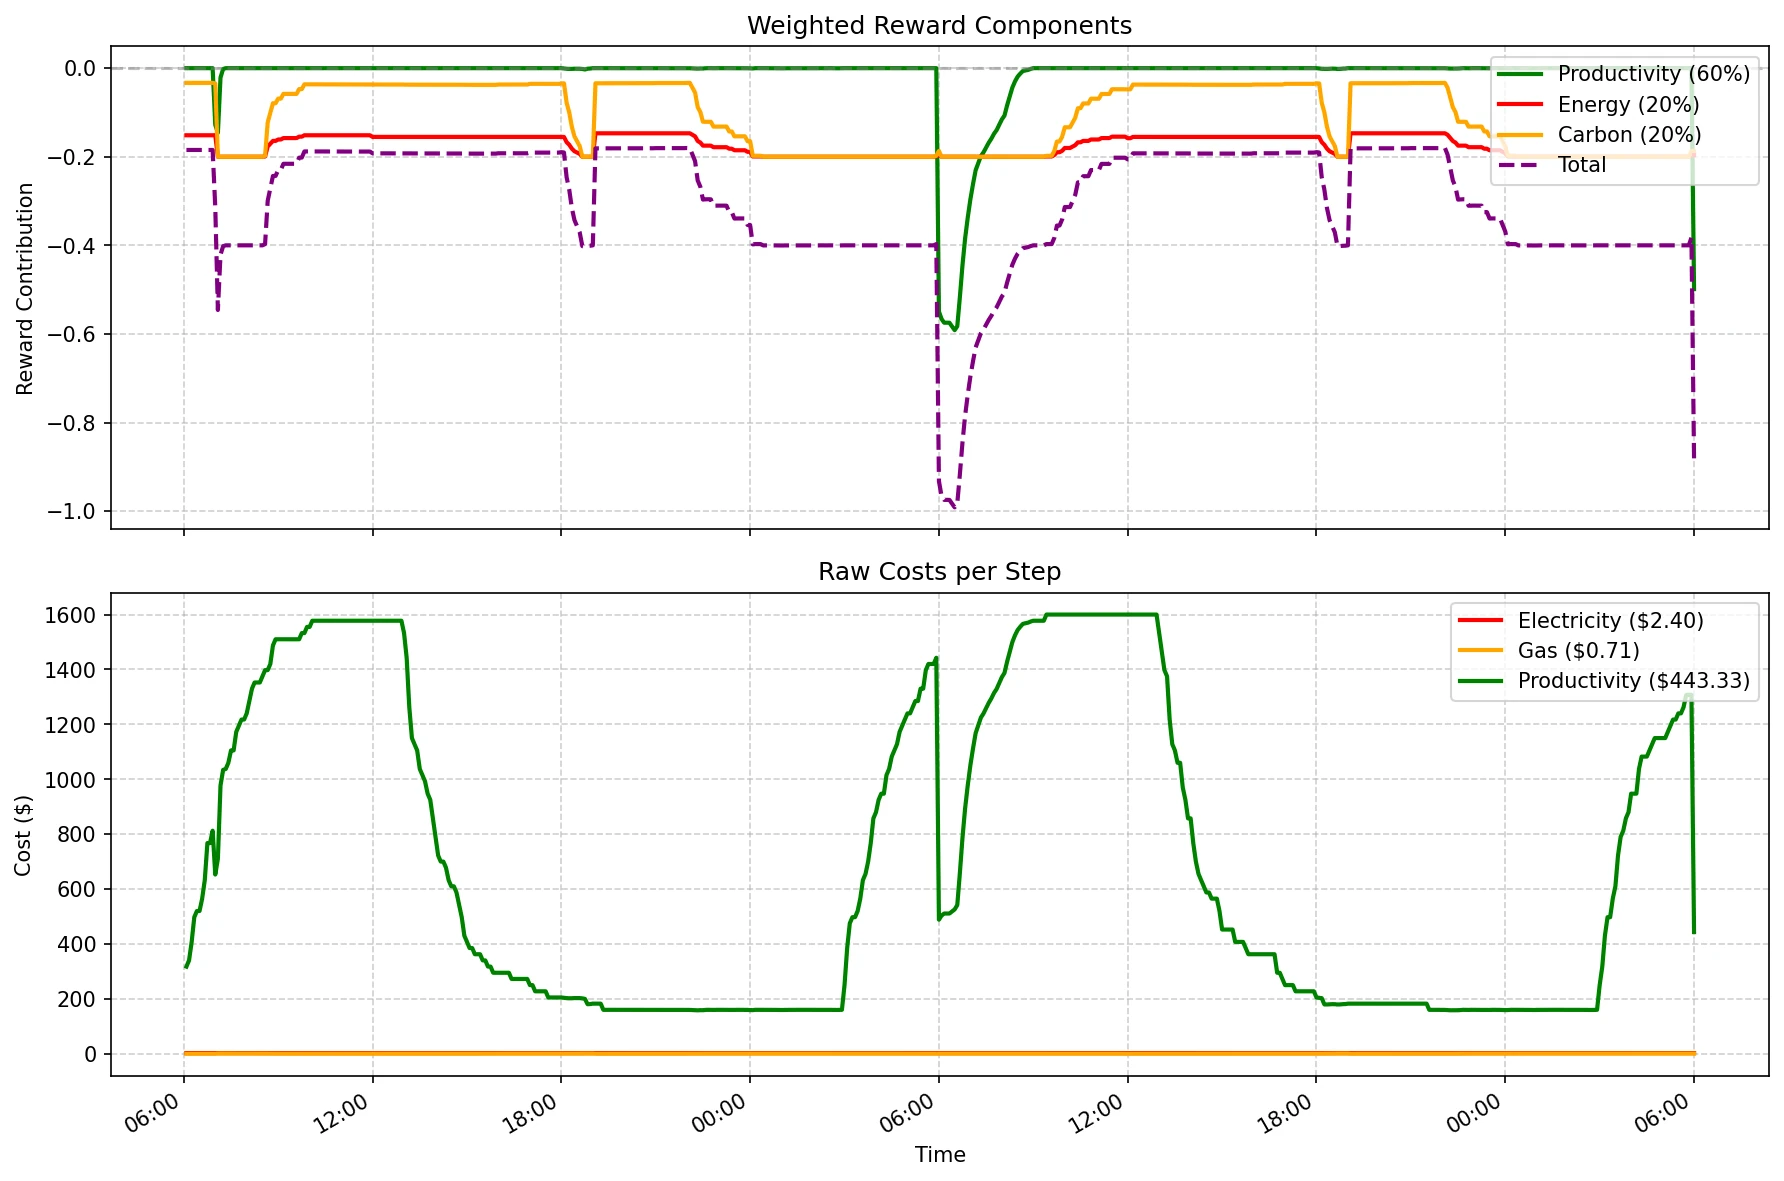 Weighted Reward Components
Reward Contribution
0.0
−0.2
−0.4
−0.6
−0.8
−1.0
Productivity (60%)
Energy (20%)
Carbon (20%)
Total
Raw Costs per Step
Cost ($)
1600
1400
1200
1000
800
600
400
200
0
Electricity ($2.40)
Gas ($0.71)
Productivity ($443.33)
06:00 12:00 18:00 00:00 06:00 12:00 18:00 00:00 06:00
Time